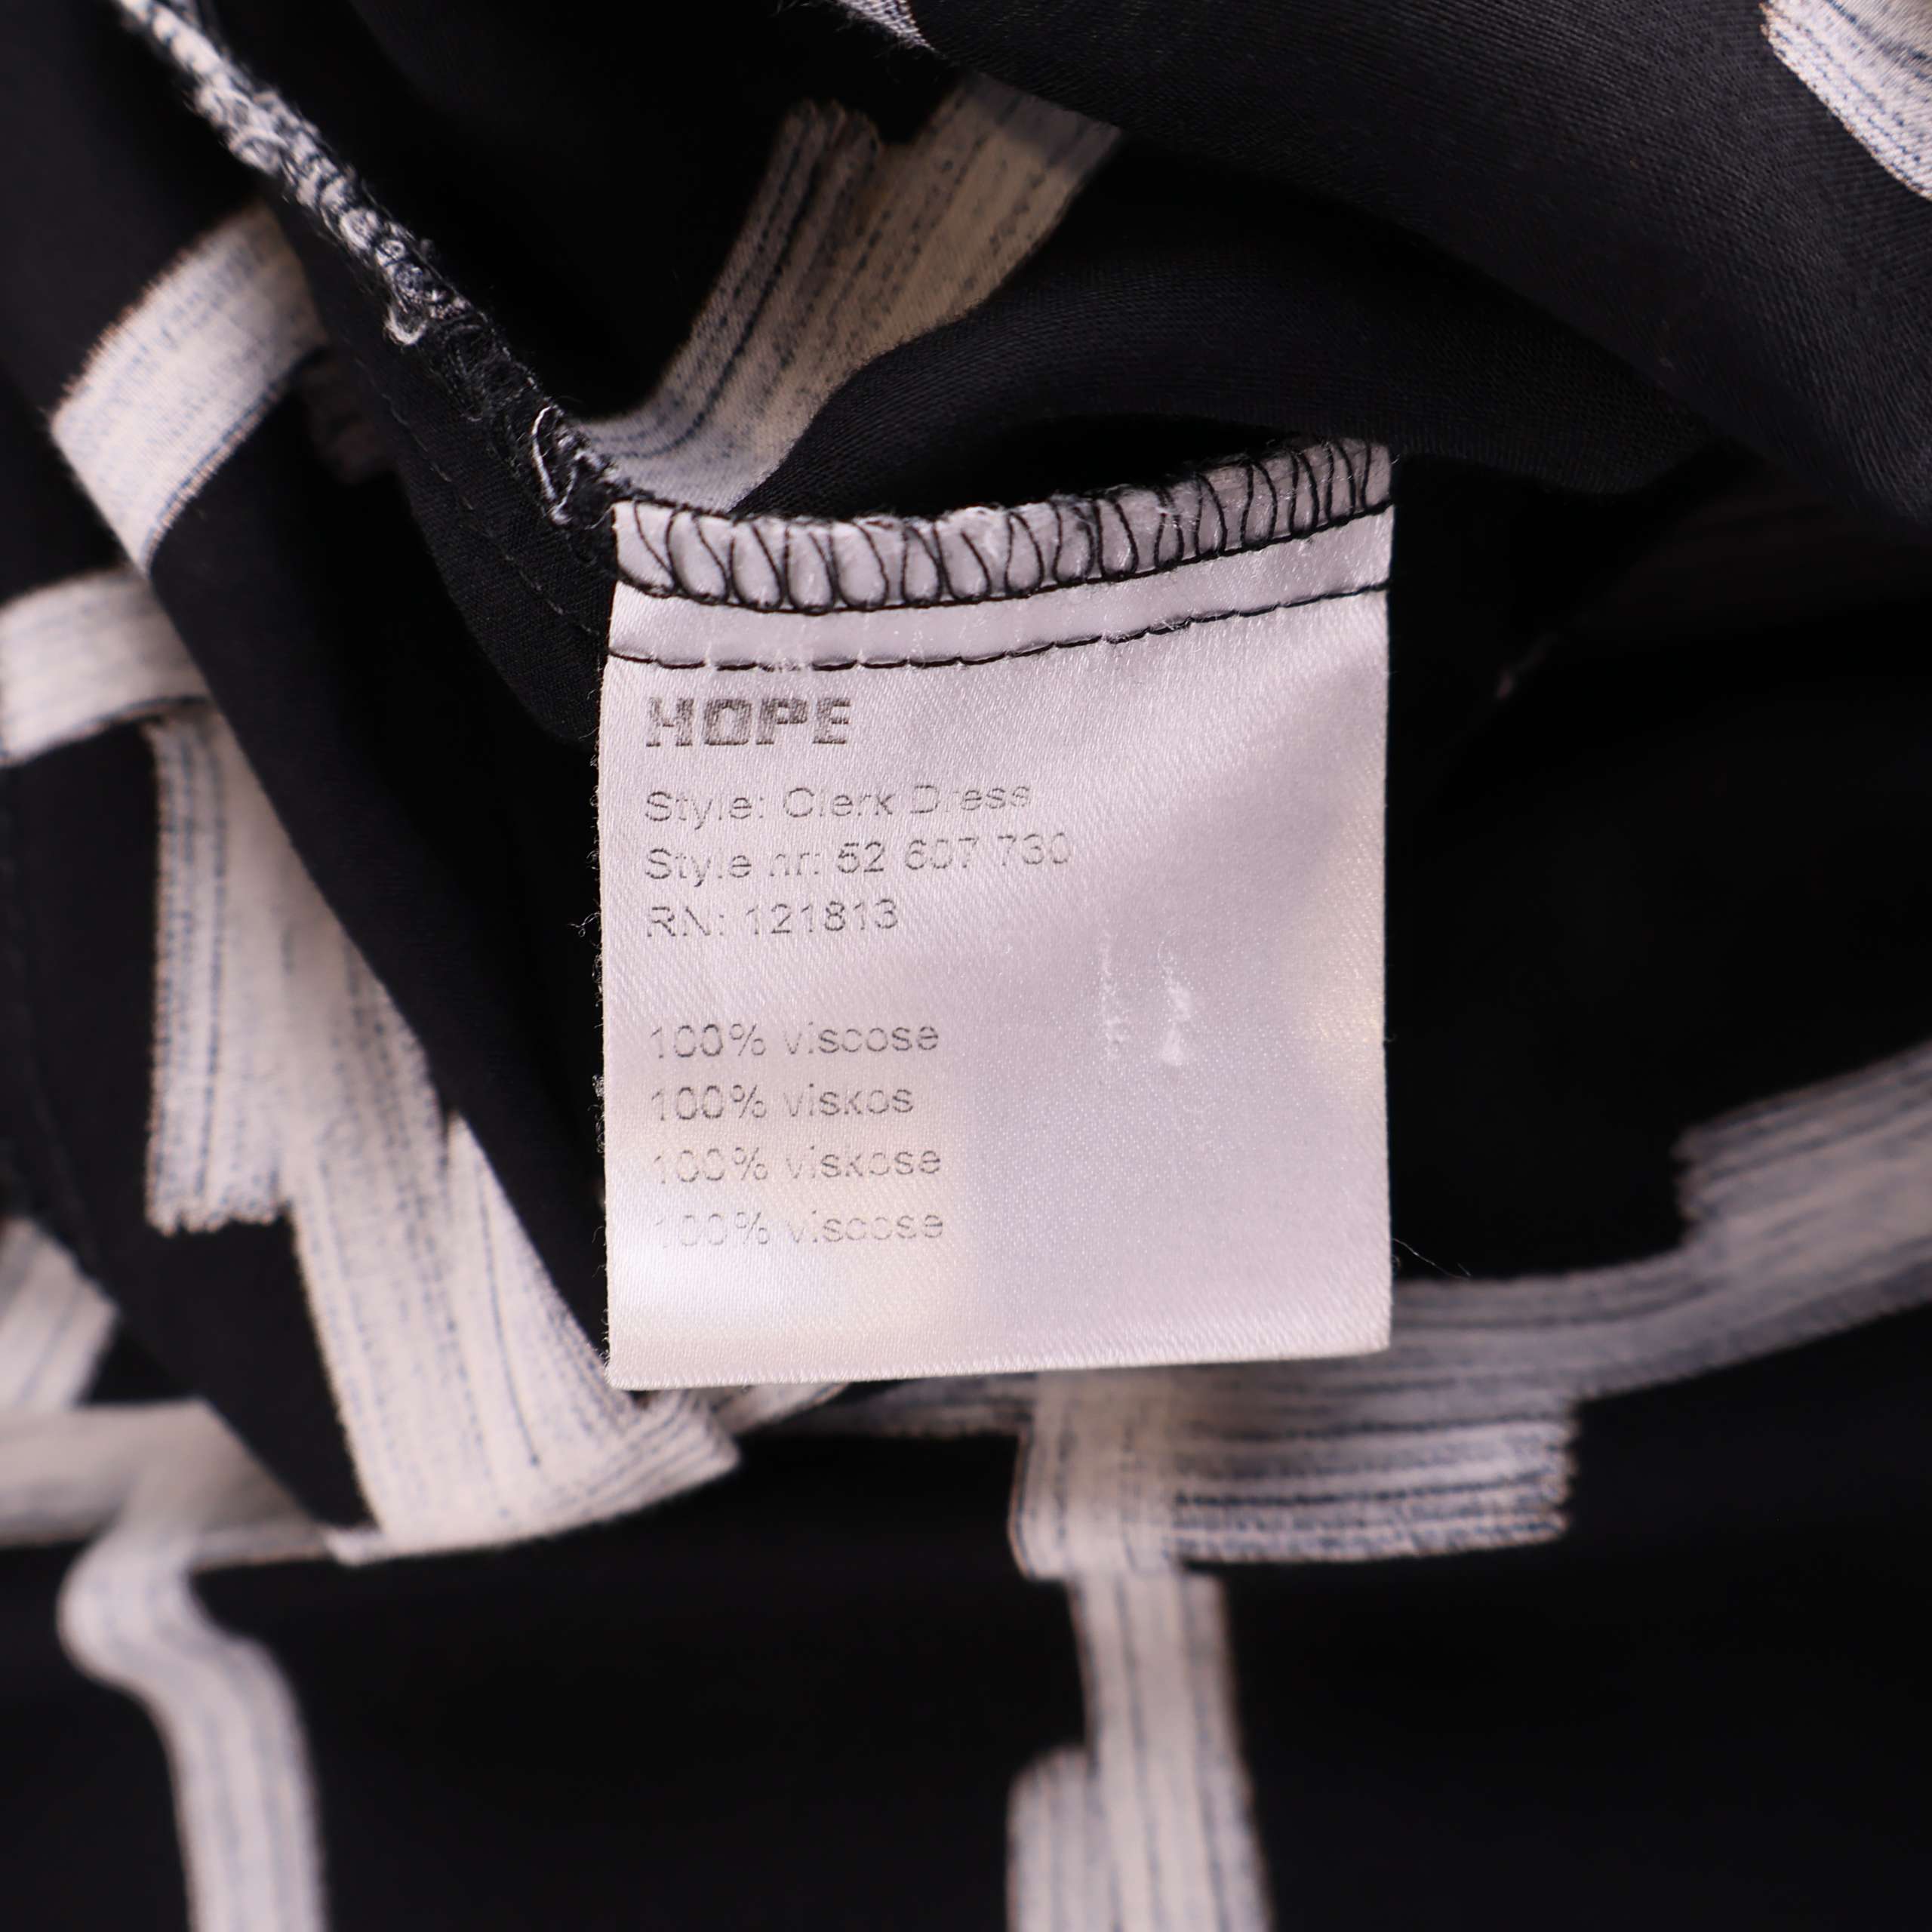 HOPE
Style: Clerk Dress
Style nr: 52 607 730
RN: 121813
100% viscose
100% viskos
100% viskose
100% viscose